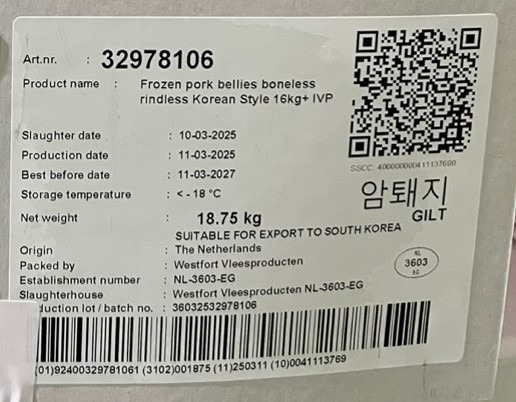 Art.nr. : 32978106
Product name : Frozen pork bellies boneless
rindless Korean Style 16kg+ IVP
Slaughter date : 10-03-2025
Production date : 11-03-2025
Best before date : 11-03-2027
Storage temperature : < - 18 °C
Net weight : 18.75 kg
SSCC: 
암퇘지
GILT
SUITABLE FOR EXPORT TO SOUTH KOREA
Origin : The Netherlands
Packed by : Westfort Vleesproducten
Establishment number : NL-3603-EG
Slaughterhouse : Westfort Vleesproducten NL-3603-EG
duction lot / batch no. : 36032532978106
NL
3603
EG
(01)92400329781061 (3102)001875 (11)250311 (10)0041113769